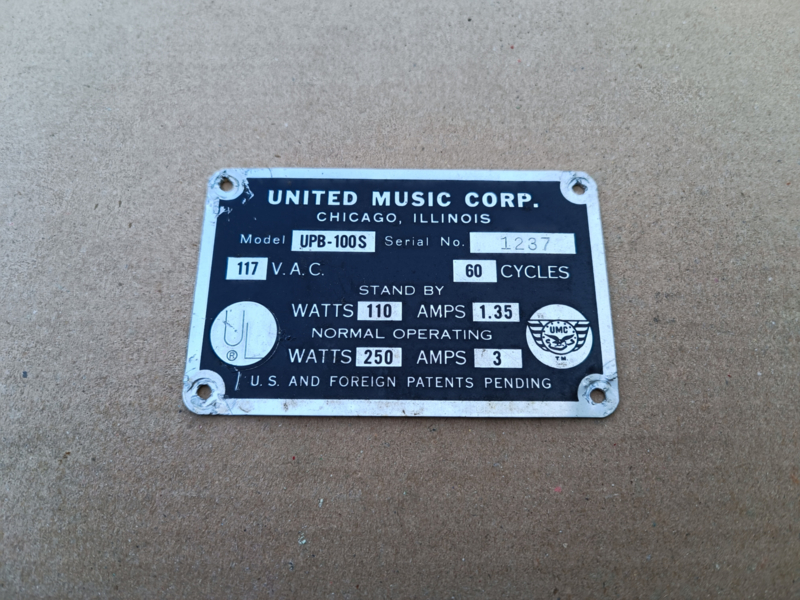 UNITED MUSIC CORP.
CHICAGO, ILLINOIS
Model UPB-100S Serial No. 1237
117 V.A.C. 60 CYCLES
STAND BY
WATTS 110 AMPS 1.35
NORMAL OPERATING
WATTS 250 AMPS 3
U.S. AND FOREIGN PATENTS PENDING
UL
®
UMC
T.M.